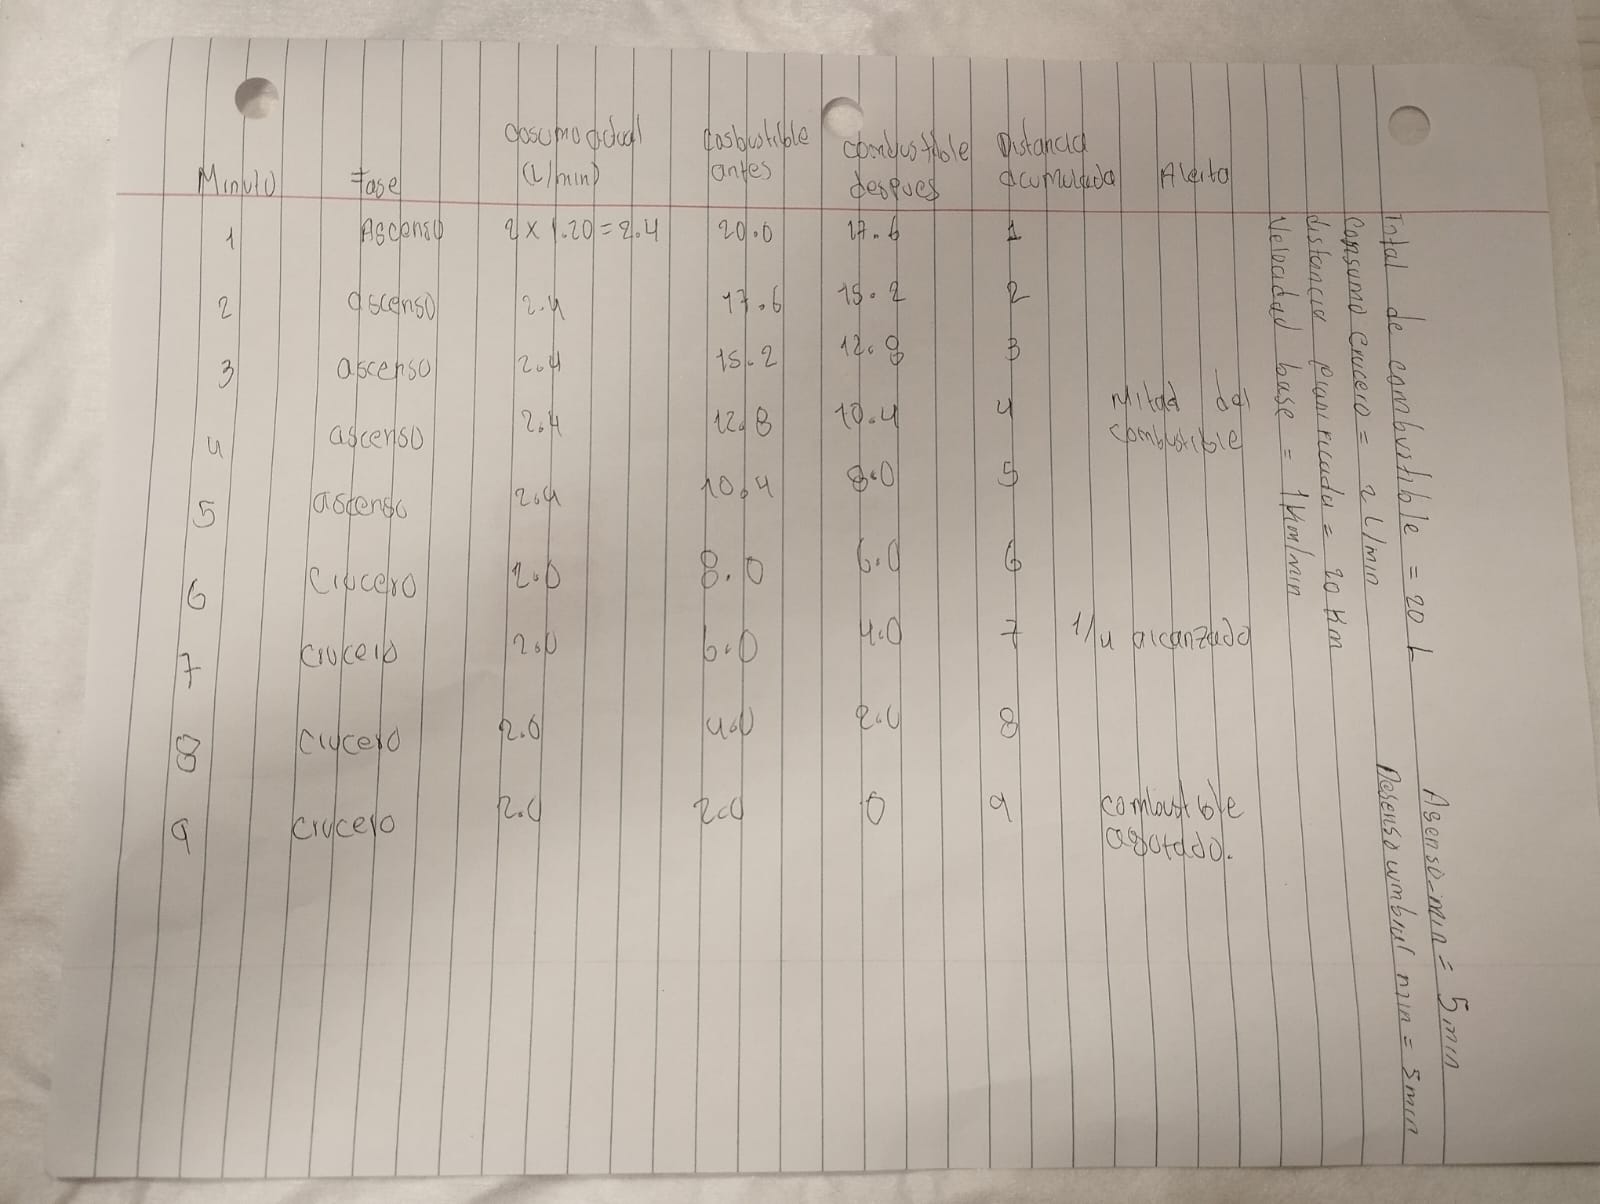 Minuto Fase Cosumo actual (L/min) Cosbustible antes combustible despues Distancia Acumulada Alerta
1 Ascenso 2 x 1.20 = 2.4 20.0 17.6 1
2 ascenso 2.4 17.6 15.2 2
3 ascenso 2.4 15.2 12.8 3
4 ascenso 2.4 12.8 10.4 4 Mitad del combustible
5 ascenso 2.4 10.4 8.0 5
6 Crucero 2.0 8.0 6.0 6
7 crucero 2.0 6.0 4.0 7 1/4 alcanzado
8 crucero 2.0 4.0 2.0 8
9 crucero 2.0 2.0 0 9 combustible agotado.
Total de combustible = 20 L
Consumo crucero = 2 L/min
distancia planificada = 20 Km
Velocidad base = 1 Km/min
Asenso-min = 5 min
Desenso umbral min = 5 min